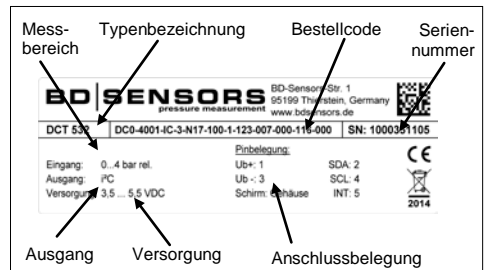 Mess-
bereich
Typenbezeichnung
Bestellcode
Serien-
nummer
BD|SENSORS
pressure measurement
BD-Sensors-Str. 1
95199 Thierstein, Germany
www.bdsensors.de
DCT 532
DC0-4001-IC-3-N17-100-1-123-007-000-116-000
SN: 1000351105
Eingang: 0...4 bar rel.
Ausgang: i²C
Versorgung: 3,5 ... 5,5 VDC
Pinbelegung:
Ub+: 1 SDA: 2
Ub -: 3 SCL: 4
Schirm: Gehäuse INT: 5
CE
2014
Ausgang
Versorgung
Anschlussbelegung